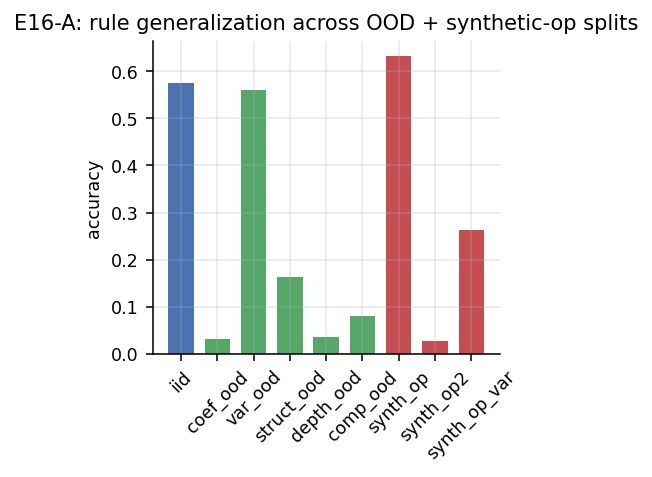 E16-A: rule generalization across OOD + synthetic-op splits
accuracy
0.6
0.5
0.4
0.3
0.2
0.1
0.0
iid
coef_ood
var_ood
struct_ood
depth_ood
comp_ood
synth_op
synth_op2
synth_op_var